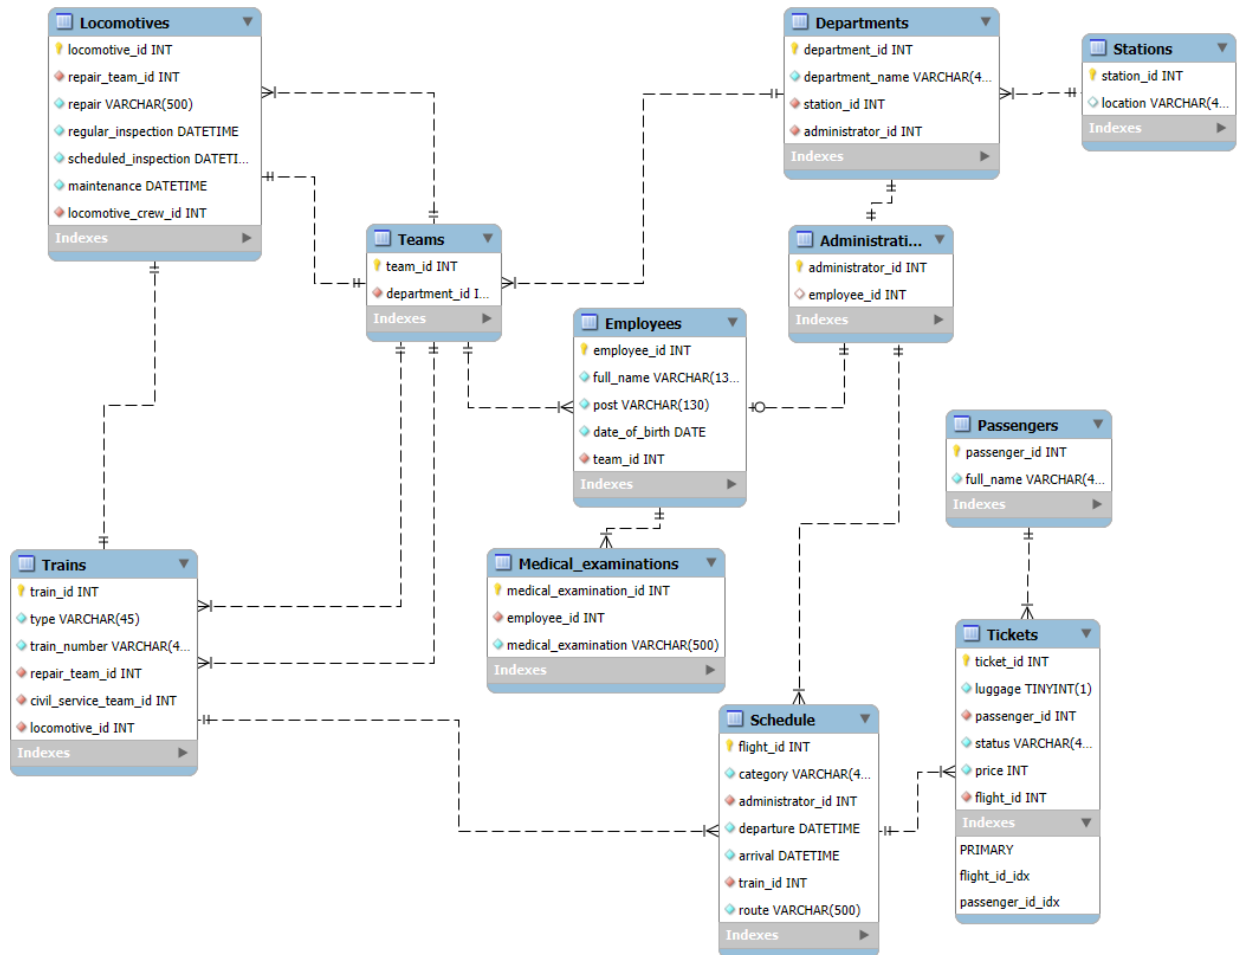 Locomotives
locomotive_id INT
repair_team_id INT
repair VARCHAR(500)
regular_inspection DATETIME
scheduled_inspection DATETI...
maintenance DATETIME
locomotive_crew_id INT
Indexes
Departments
department_id INT
department_name VARCHAR(4...
station_id INT
administrator_id INT
Indexes
Stations
station_id INT
location VARCHAR(4...
Indexes
Teams
team_id INT
department_id I...
Indexes
Administrati...
administrator_id INT
employee_id INT
Indexes
Employees
employee_id INT
full_name VARCHAR(13...
post VARCHAR(130)
date_of_birth DATE
team_id INT
Indexes
Passengers
passenger_id INT
full_name VARCHAR(4...
Indexes
Trains
train_id INT
type VARCHAR(45)
train_number VARCHAR(4...
repair_team_id INT
civil_service_team_id INT
locomotive_id INT
Indexes
Medical_examinations
medical_examination_id INT
employee_id INT
medical_examination VARCHAR(500)
Indexes
Tickets
ticket_id INT
luggage TINYINT(1)
passenger_id INT
status VARCHAR(4...
price INT
flight_id INT
Indexes
PRIMARY
flight_id_idx
passenger_id_idx
Schedule
flight_id INT
category VARCHAR(4...
administrator_id INT
departure DATETIME
arrival DATETIME
train_id INT
route VARCHAR(500)
Indexes